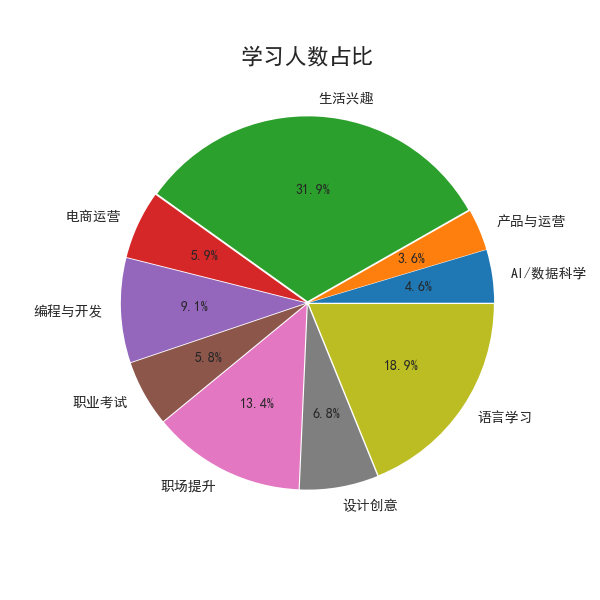 学习人数占比
生活兴趣
31.9%
电商运营
5.9%
产品与运营
3.6%
AI/数据科学
4.6%
编程与开发
9.1%
职业考试
5.8%
职场提升
13.4%
设计创意
6.8%
语言学习
18.9%